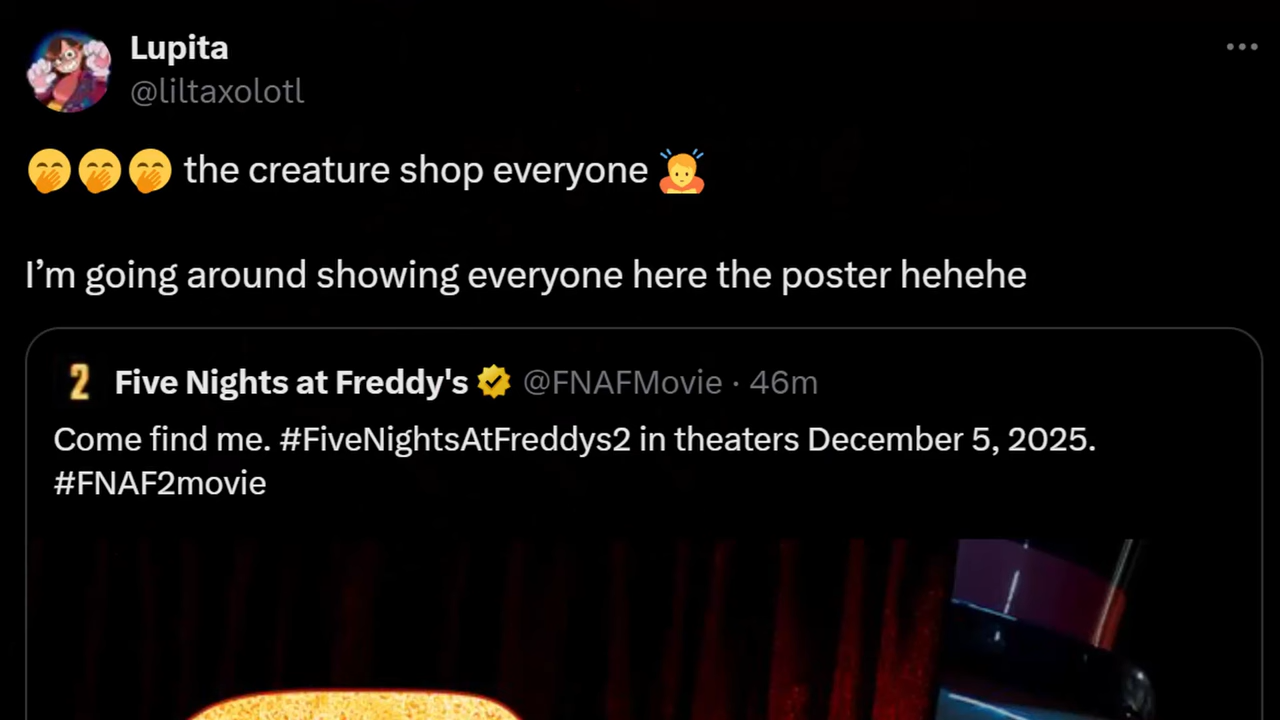 Lupita
@liltaxolotl
🤭🤭🤭 the creature shop everyone 🙇
I’m going around showing everyone here the poster hehehe
2 Five Nights at Freddy's @FNAFMovie · 46m
Come find me. #FiveNightsAtFreddys2 in theaters December 5, 2025.
#FNAF2movie